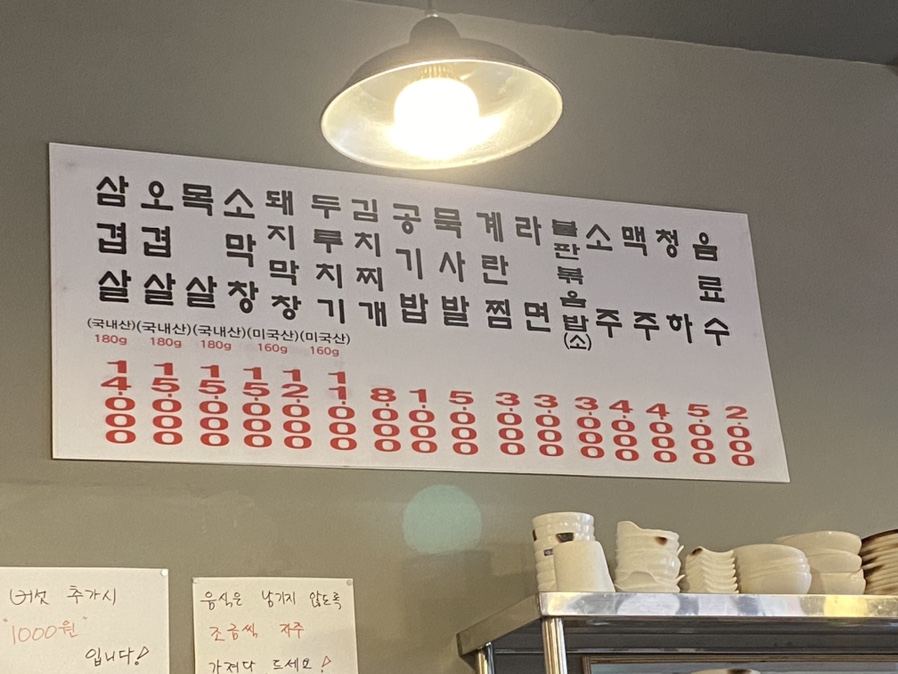 삼겹살
오겹살
목살
소막창
돼지막창
두루치기
김치찌개
공기밥
묵사발
계란찜
라면
불판볶음밥(소)
소주
맥주
청하
음료수
(국내산)(국내산)(국내산)(미국산)(미국산)
180g 180g 180g 160g 160g
14.000
15.000
15.000
15.000
12.000
11.000
8.000
1.000
5.000
3.000
3.000
3.000
4.000
4.000
5.000
2.000
버섯 추가시
"1000원"
입니다!
음식은 남기지 않도록
조금씩 자주
가져다 드세요!